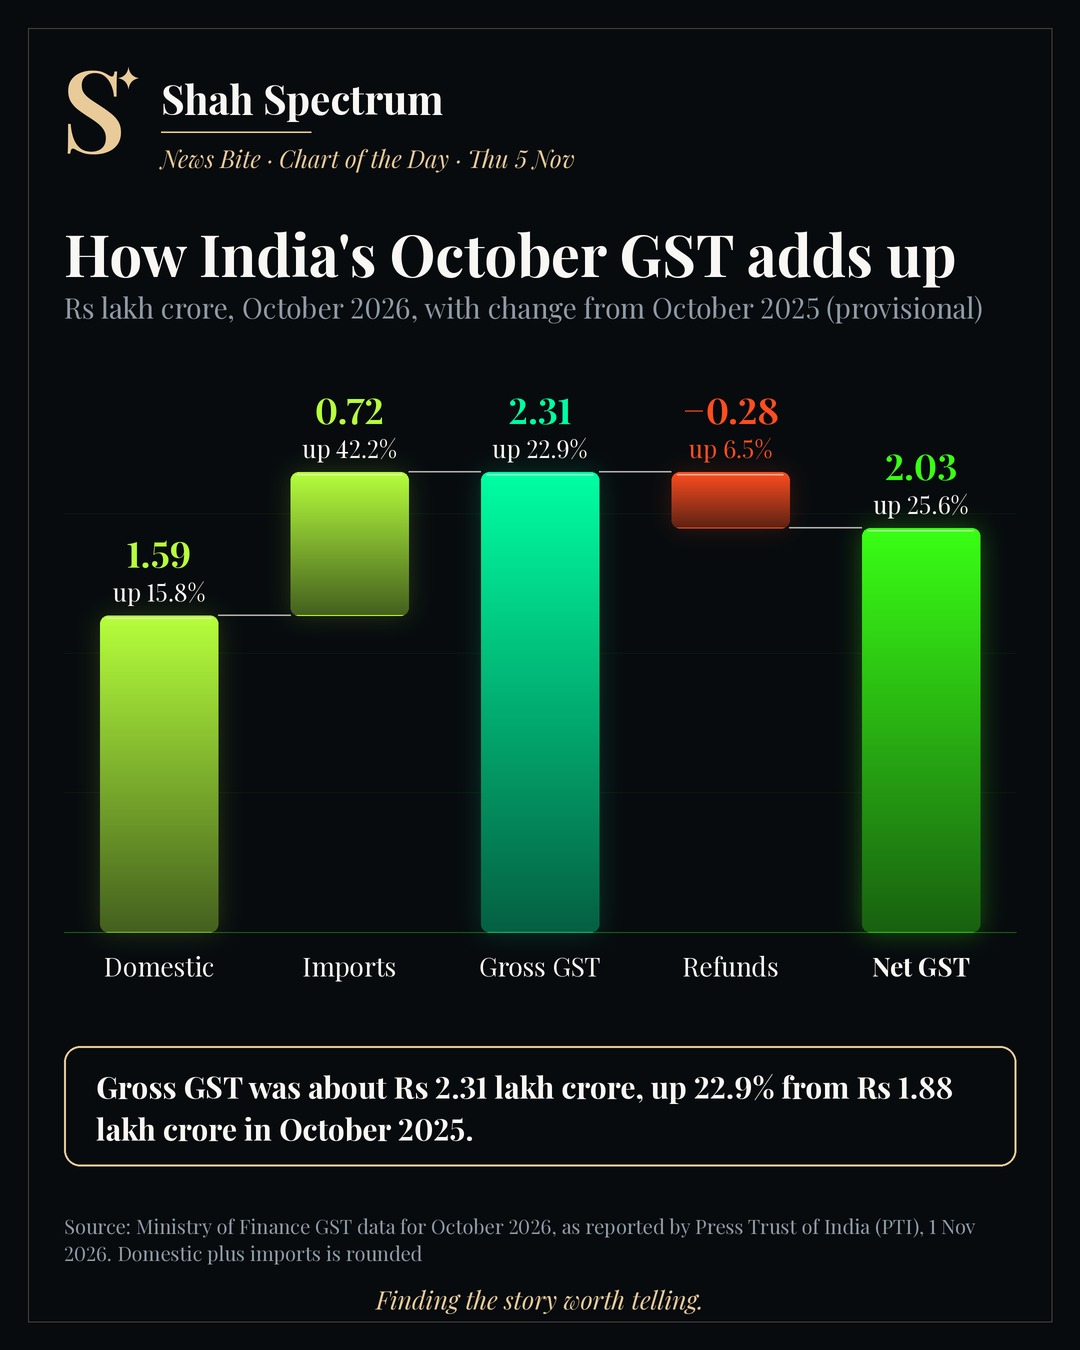 S
Shah Spectrum
News Bite · Chart of the Day · Thu 5 Nov
How India's October GST adds up
Rs lakh crore, October 2026, with change from October 2025 (provisional)
1.59
up 15.8%
0.72
up 42.2%
2.31
up 22.9%
−0.28
up 6.5%
2.03
up 25.6%
Domestic
Imports
Gross GST
Refunds
Net GST
Gross GST was about Rs 2.31 lakh crore, up 22.9% from Rs 1.88
lakh crore in October 2025.
Source: Ministry of Finance GST data for October 2026, as reported by Press Trust of India (PTI), 1 Nov
2026. Domestic plus imports is rounded
Finding the story worth telling.